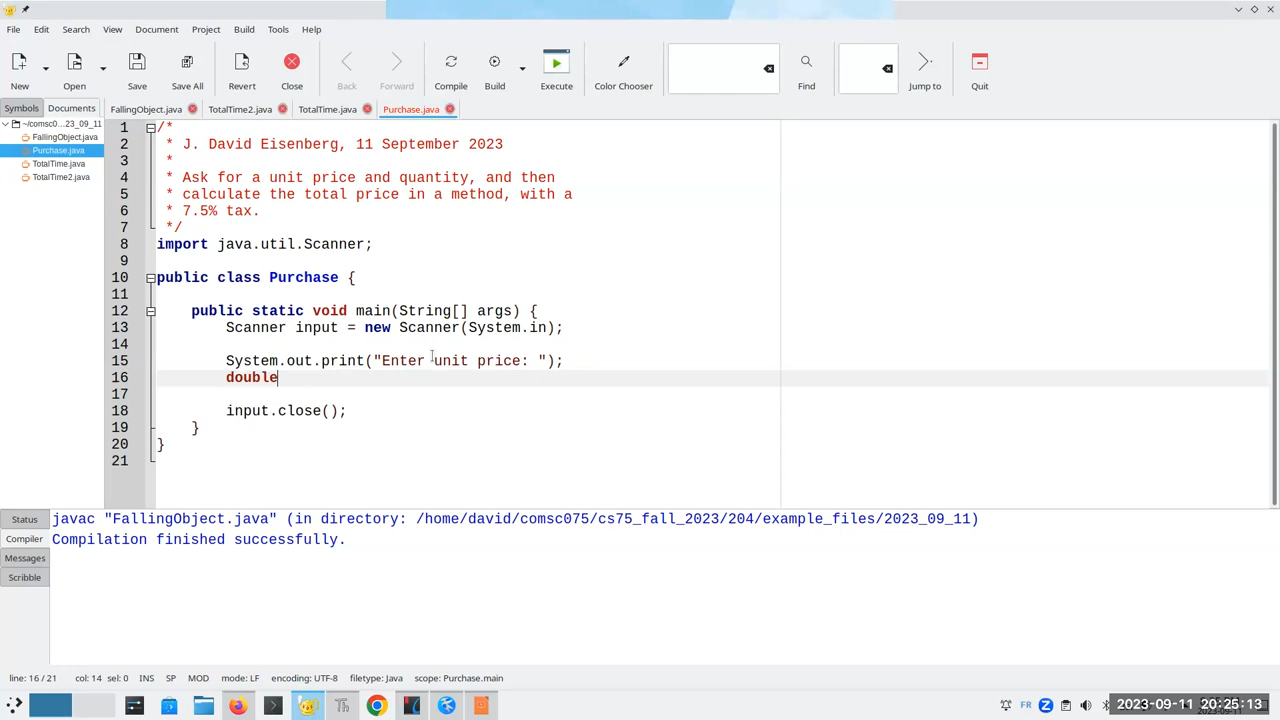 File Edit Search View Document Project Build Tools Help
New Open Save Save All Revert Close Back Forward Compile Build Execute Color Chooser Find Jump to Quit
Symbols Documents FallingObject.java TotalTime2.java TotalTime.java Purchase.java
~/comsc0...23_09_11
FallingObject.java
Purchase.java
TotalTime.java
TotalTime2.java
1 /*
2 * J. David Eisenberg, 11 September 2023
3 *
4 * Ask for a unit price and quantity, and then
5 * calculate the total price in a method, with a
6 * 7.5% tax.
7 */
8 import java.util.Scanner;
9
10 public class Purchase {
11
12 public static void main(String[] args) {
13 Scanner input = new Scanner(System.in);
14
15 System.out.print("Enter unit price: ");
16 double
17
18 input.close();
19 }
20 }
21
Status
Compiler
Messages
Scribble
javac "FallingObject.java" (in directory: /home/david/comsc075/cs75_fall_2023/204/example_files/2023_09_11)
Compilation finished successfully.
line: 16 / 21 col: 14 sel: 0 INS SP MOD mode: LF encoding: UTF-8 filetype: Java scope: Purchase.main
Th FR Z 2023-09-11 20:25:13